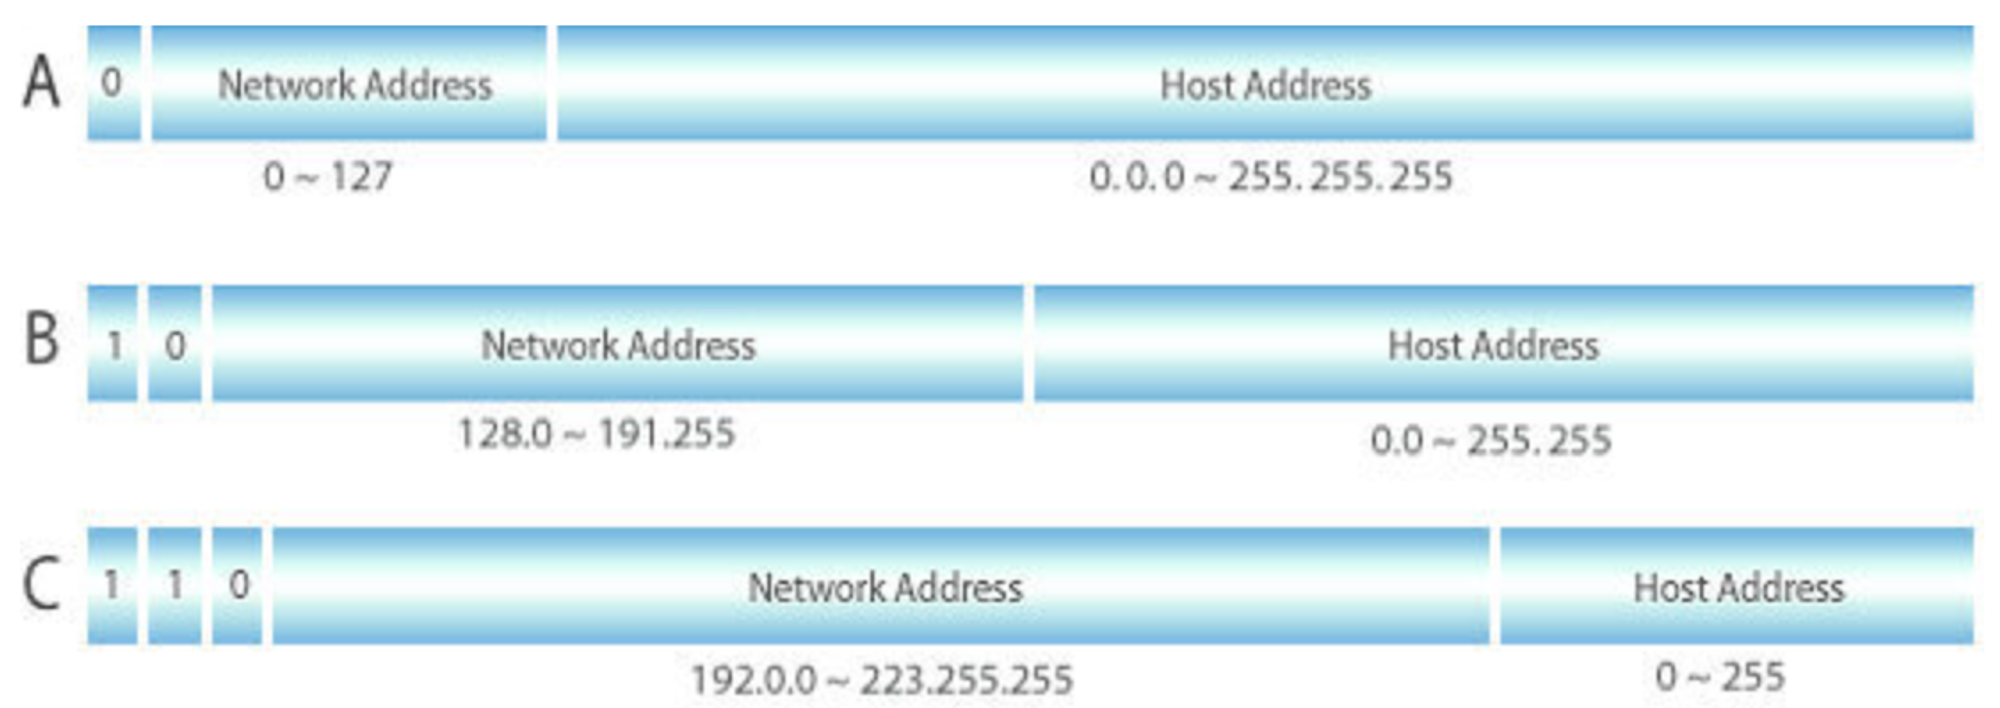 A 0 Network Address Host Address
0 ~ 127 0.0.0 ~ 255.255.255
B 1 0 Network Address Host Address
128.0 ~ 191.255 0.0 ~ 255.255
C 1 1 0 Network Address Host Address
192.0.0 ~ 223.255.255 0 ~ 255